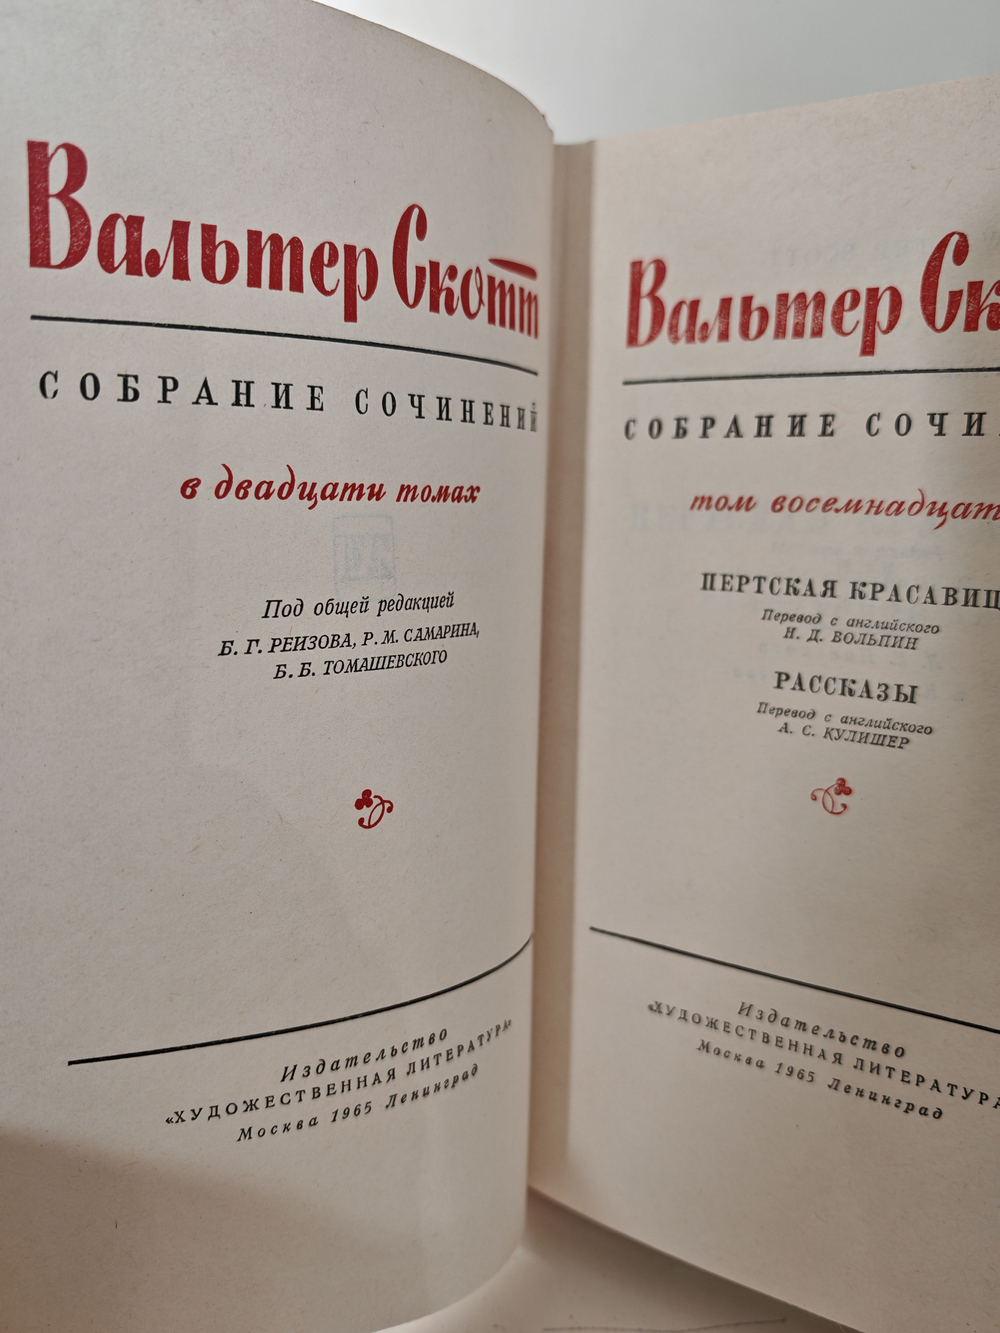 Вальтер Скотт
СОБРАНИЕ СОЧИНЕНИЙ
в двадцати томах
Под общей редакцией
Б. Г. РЕИЗОВА, Р. М. САМАРИНА,
Б. Б. ТОМАШЕВСКОГО
Издательство
«ХУДОЖЕСТВЕННАЯ ЛИТЕРАТУРА»
Москва 1965 Ленинград
Вальтер Ск
СОБРАНИЕ СОЧИ
том восемнадцат
ПЕРТСКАЯ КРАСАВИЦ
Перевод с английского
Н. Д. ВОЛЬПИН
РАССКАЗЫ
Перевод с английского
А. С. КУЛИШЕР
Издательство
«ХУДОЖЕСТВЕННАЯ ЛИТЕРАТУРА
Москва 1965 Ленинград